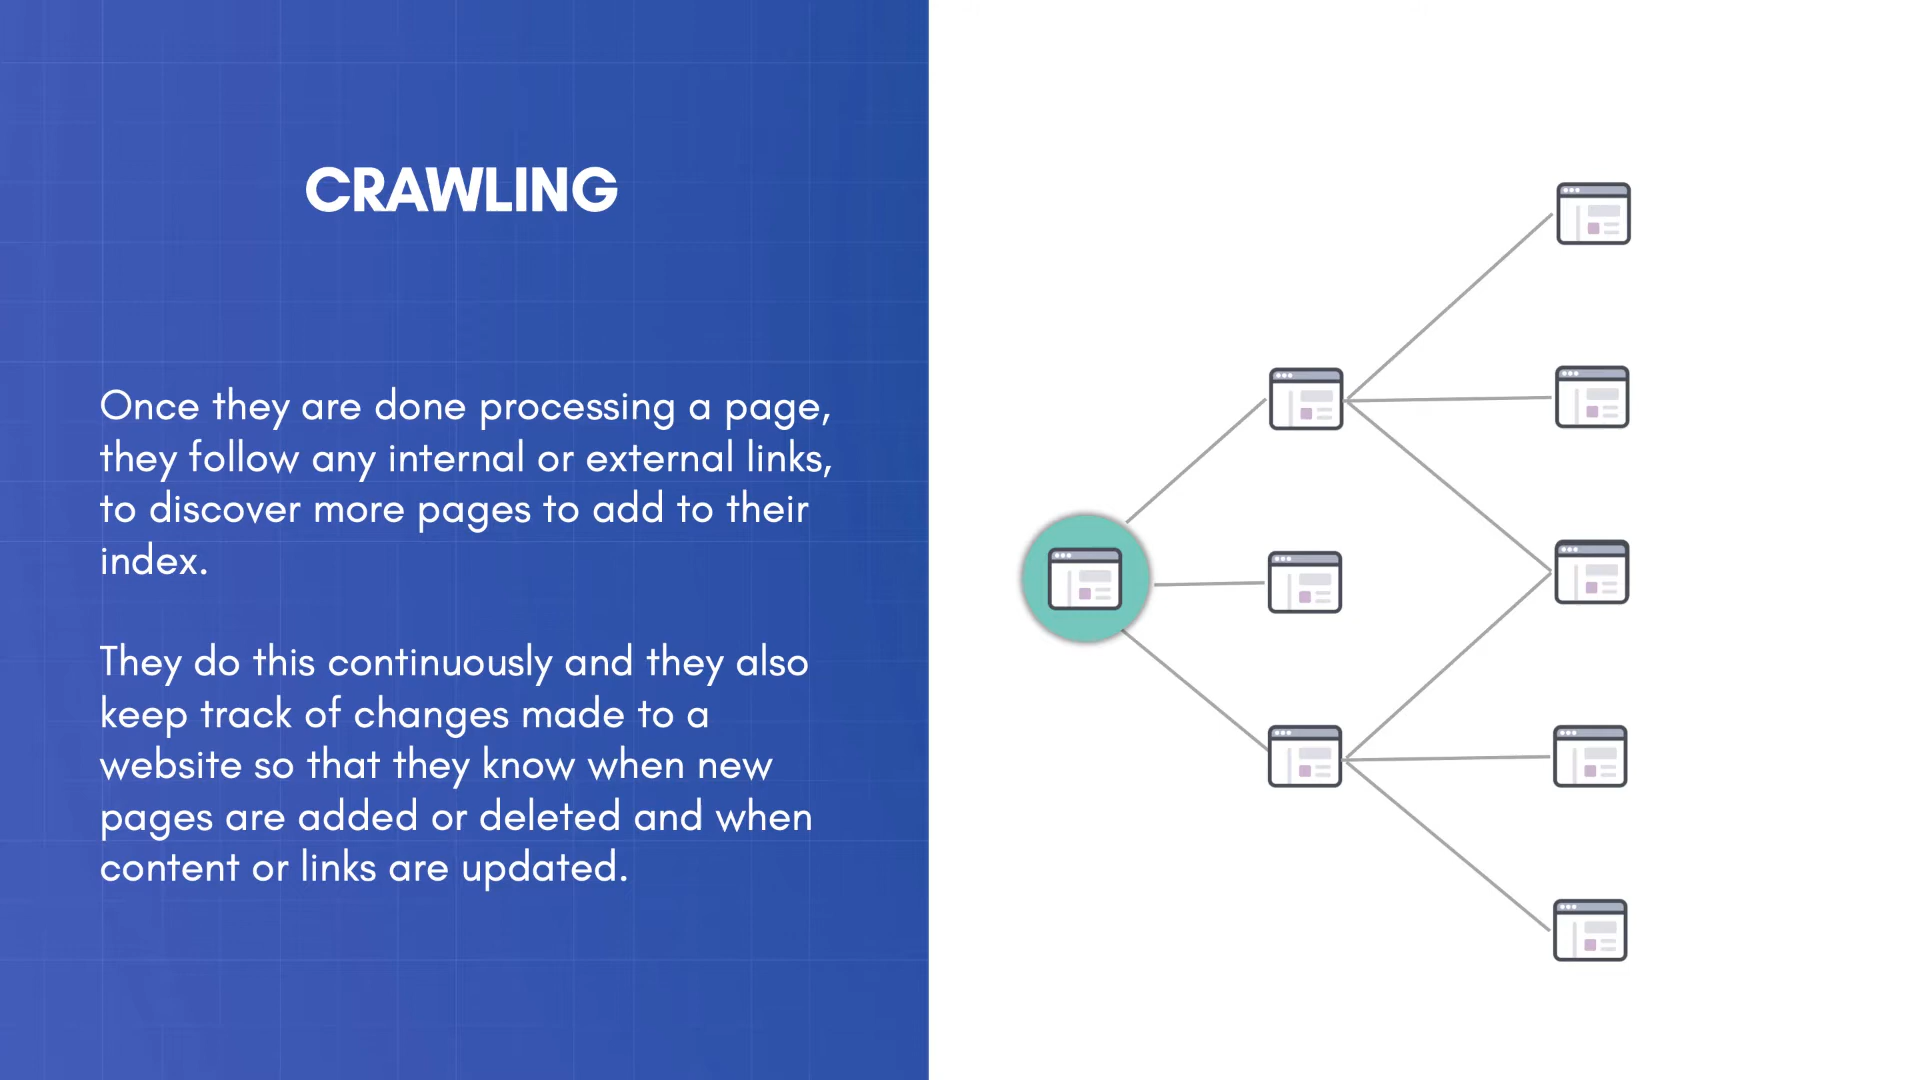 CRAWLING
Once they are done processing a page,
they follow any internal or external links,
to discover more pages to add to their
index.
They do this continuously and they also
keep track of changes made to a
website so that they know when new
pages are added or deleted and when
content or links are updated.